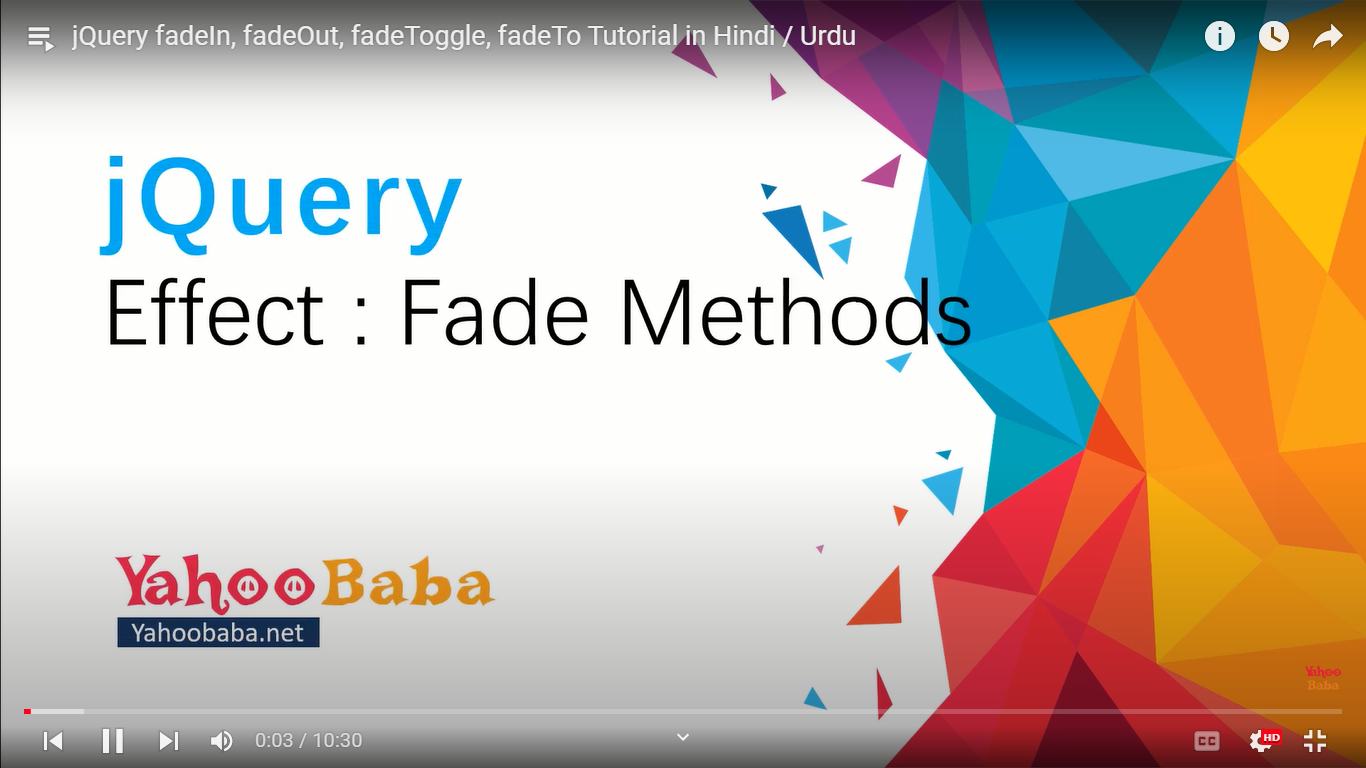 jQuery fadeIn, fadeOut, fadeToggle, fadeTo Tutorial in Hindi / Urdu
jQuery
Effect : Fade Methods
YahooBaba
Yahoobaba.net
Yahoo
Baba
0:03 / 10:30
CC
HD